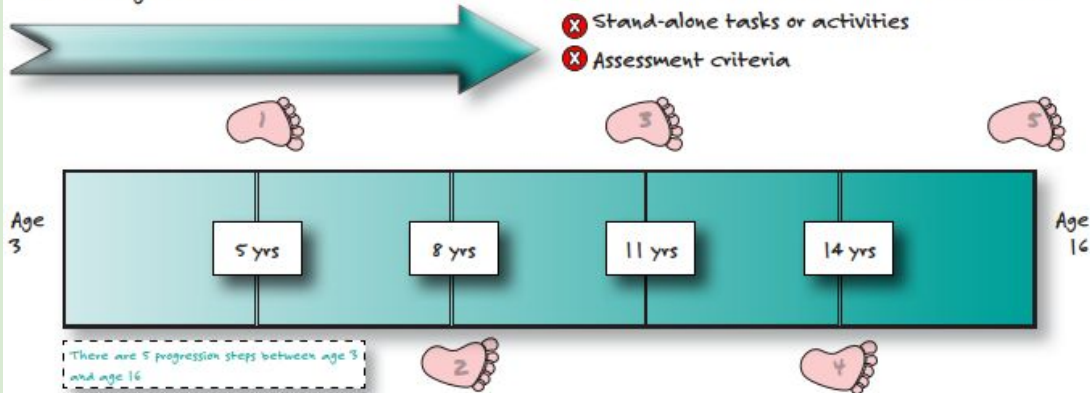 X Stand-alone tasks or activities
X Assessment criteria
1
3
5
Age
3
5 yrs
8 yrs
11 yrs
14 yrs
Age
16
There are 5 progression steps between age 3
and age 16
2
4